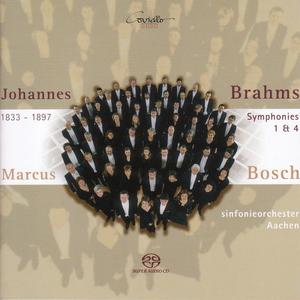 Coviello
Johannes
Brahms
1833 - 1897
Symphonies
1 & 4
Marcus
Bosch
sinfonieorchester
Aachen
SUPER AUDIO CD